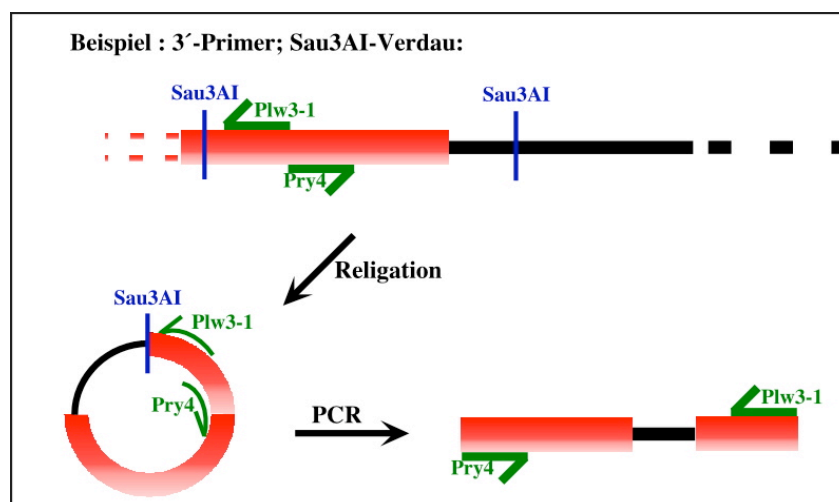 Beispiel : 3´-Primer; Sau3AI-Verdau:
Sau3AI
Plw3-1
Sau3AI
Pry4
Religation
Sau3AI
Plw3-1
Pry4
PCR
Plw3-1
Pry4